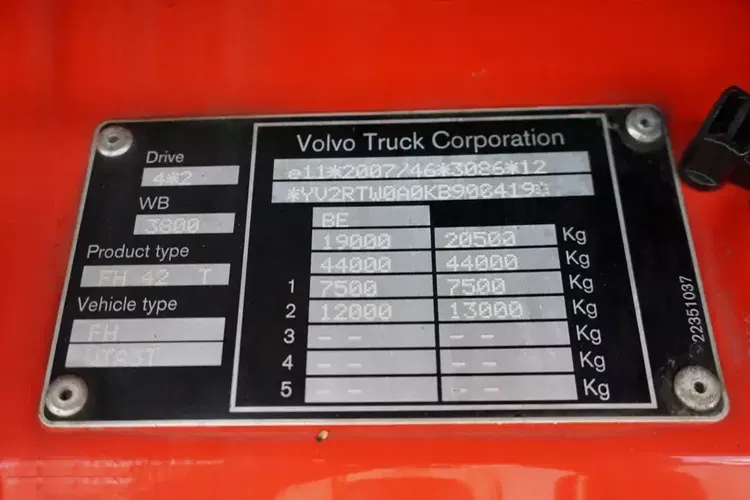 Drive
4*2
WB
3800
Product type
FH 42 T
Vehicle type
FH
VTA3T
Volvo Truck Corporation
e11*2007/46*3086*12
*YV2RTW0A0KB900419
BE
19000 20500 Kg
44000 44000 Kg
1 7500 7500 Kg
2 12000 13000 Kg
3 -- -- Kg
4 -- -- Kg
5 -- -- Kg
22351037